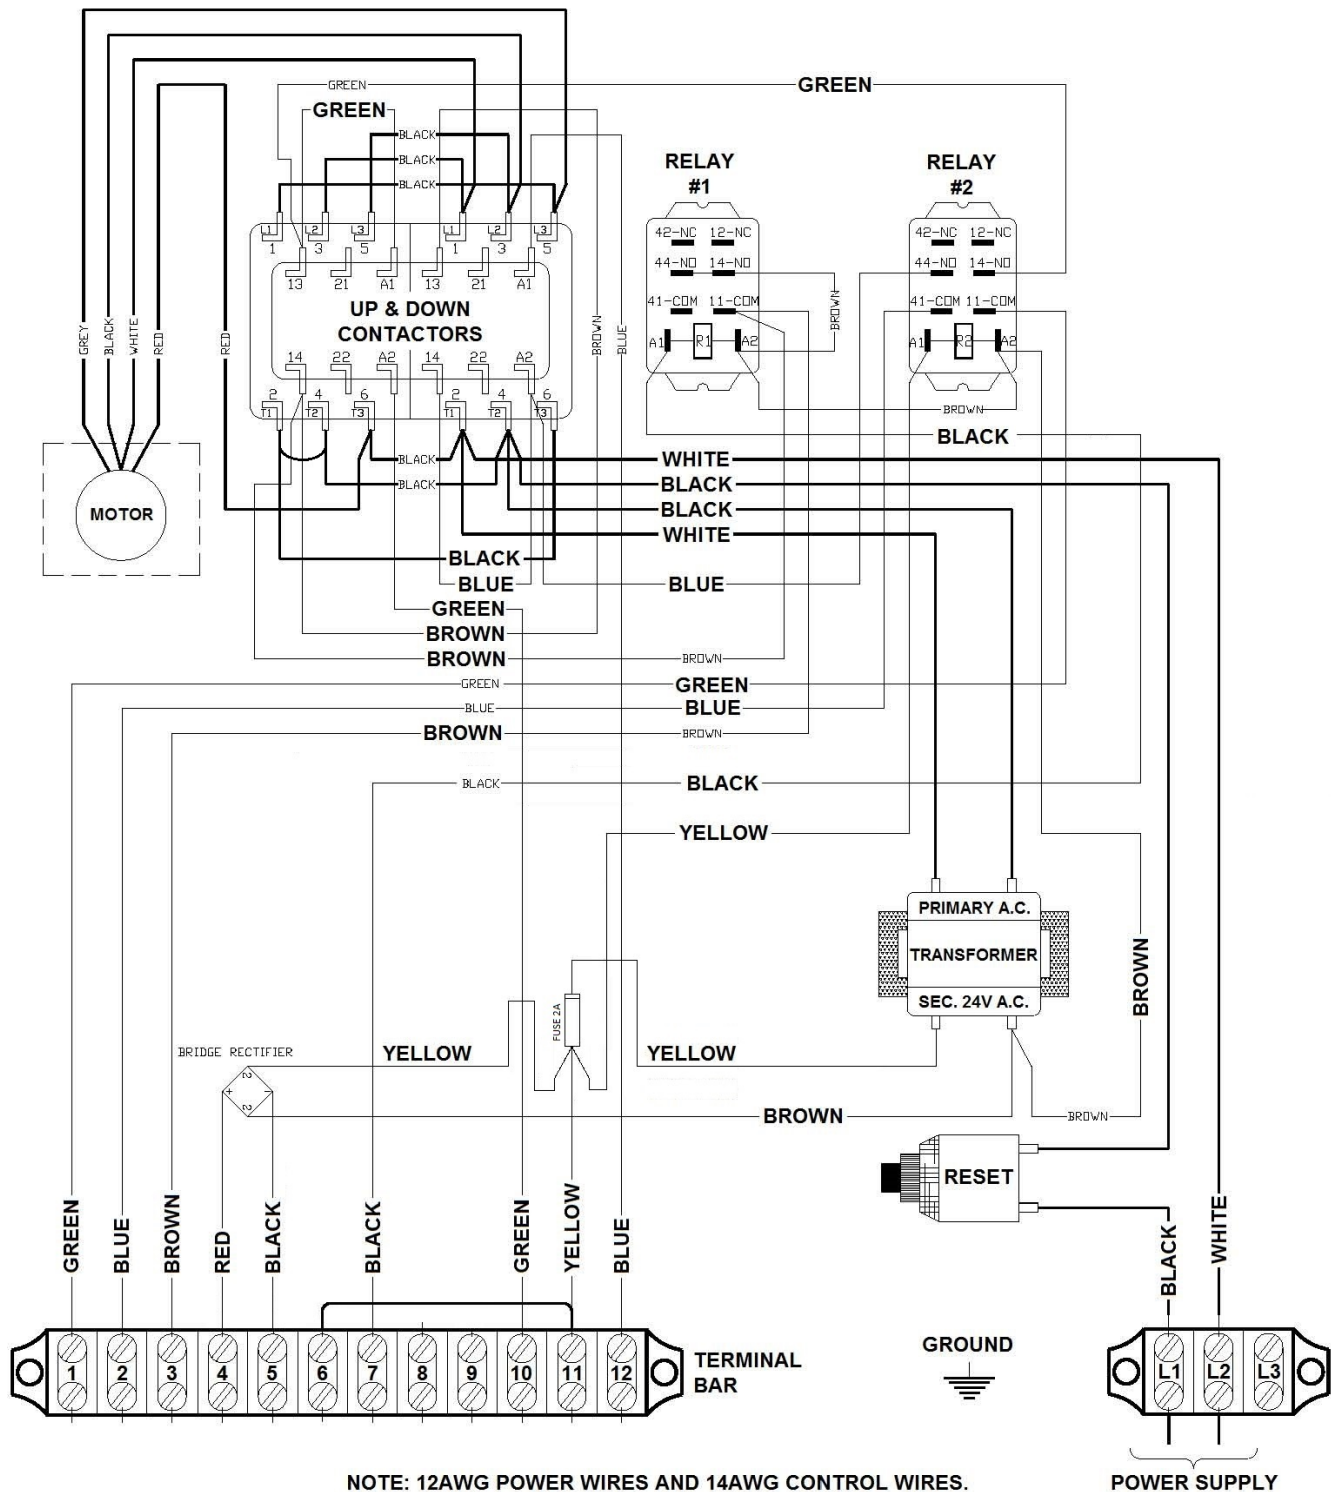 GREEN
GREEN
GREEN
BLACK
BLACK
BLACK
RELAY
#1
RELAY
#2
L1 L2 L3 L1 L2 L3
1 3 5 1 3 5
13 21 A1 13 21 A1
UP & DOWN
CONTACTORS
14 22 A2 14 22 A2
2 4 6 2 4 6
T1 T2 T3 T1 T2 T3
42-NC 12-NC
44-NO 14-NO
41-COM 11-COM
A1 R1 A2
42-NC 12-NC
44-NO 14-NO
41-COM 11-COM
A1 R2 A2
GREY
BLACK
WHITE
RED
RED
BROWN
BLUE
BROWN
BROWN
BLACK
MOTOR
BLACK
WHITE
BLACK
BLACK
BLACK
WHITE
BLACK
BLUE
BLUE
GREEN
BROWN
BROWN
BROWN
GREEN
GREEN
BLUE
BLUE
BROWN
BROWN
BLACK
BLACK
YELLOW
PRIMARY A.C.
TRANSFORMER
SEC. 24V A.C.
BROWN
FUSE 2A
BRIDGE RECTIFIER
YELLOW
YELLOW
2
+ -
2
BROWN
BROWN
RESET
GREEN
BLUE
BROWN
RED
BLACK
BLACK
GREEN
YELLOW
BLUE
BLACK
WHITE
1 2 3 4 5 6 7 8 9 10 11 12
TERMINAL
BAR
GROUND
L1 L2 L3
NOTE: 12AWG POWER WIRES AND 14AWG CONTROL WIRES.
POWER SUPPLY